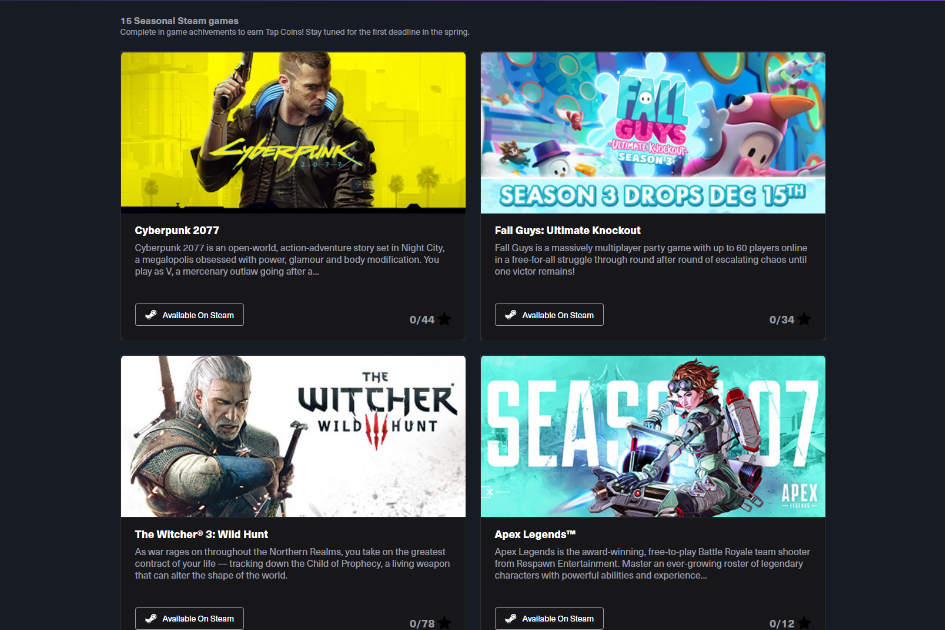 15 Seasonal Steam games
Complete in game achivements to earn Tap Coins! Stay tuned for the first deadline in the spring.
CYBERPUNK
2077
FALL
GUYS
ULTIMATE KNOCKOUT
SEASON 3
SEASON 3 DROPS DEC 15TH
Cyberpunk 2077
Cyberpunk 2077 is an open-world, action-adventure story set in Night City,
a megalopolis obsessed with power, glamour and body modification. You
play as V, a mercenary outlaw going after a...
Available On Steam
0/44
Fall Guys: Ultimate Knockout
Fall Guys is a massively multiplayer party game with up to 60 players online
in a free-for-all struggle through round after round of escalating chaos until
one victor remains!
Available On Steam
0/34
THE
WITCHER
WILD HUNT
SEASON 07
APEX
LEGENDS
The Witcher® 3: Wild Hunt
As war rages on throughout the Northern Realms, you take on the greatest
contract of your life — tracking down the Child of Prophecy, a living weapon
that can alter the shape of the world.
Available On Steam
0/78
Apex Legends™
Apex Legends is the award-winning, free-to-play Battle Royale team shooter
from Respawn Entertainment. Master an ever-growing roster of legendary
characters with powerful abilities and experience...
Available On Steam
0/12